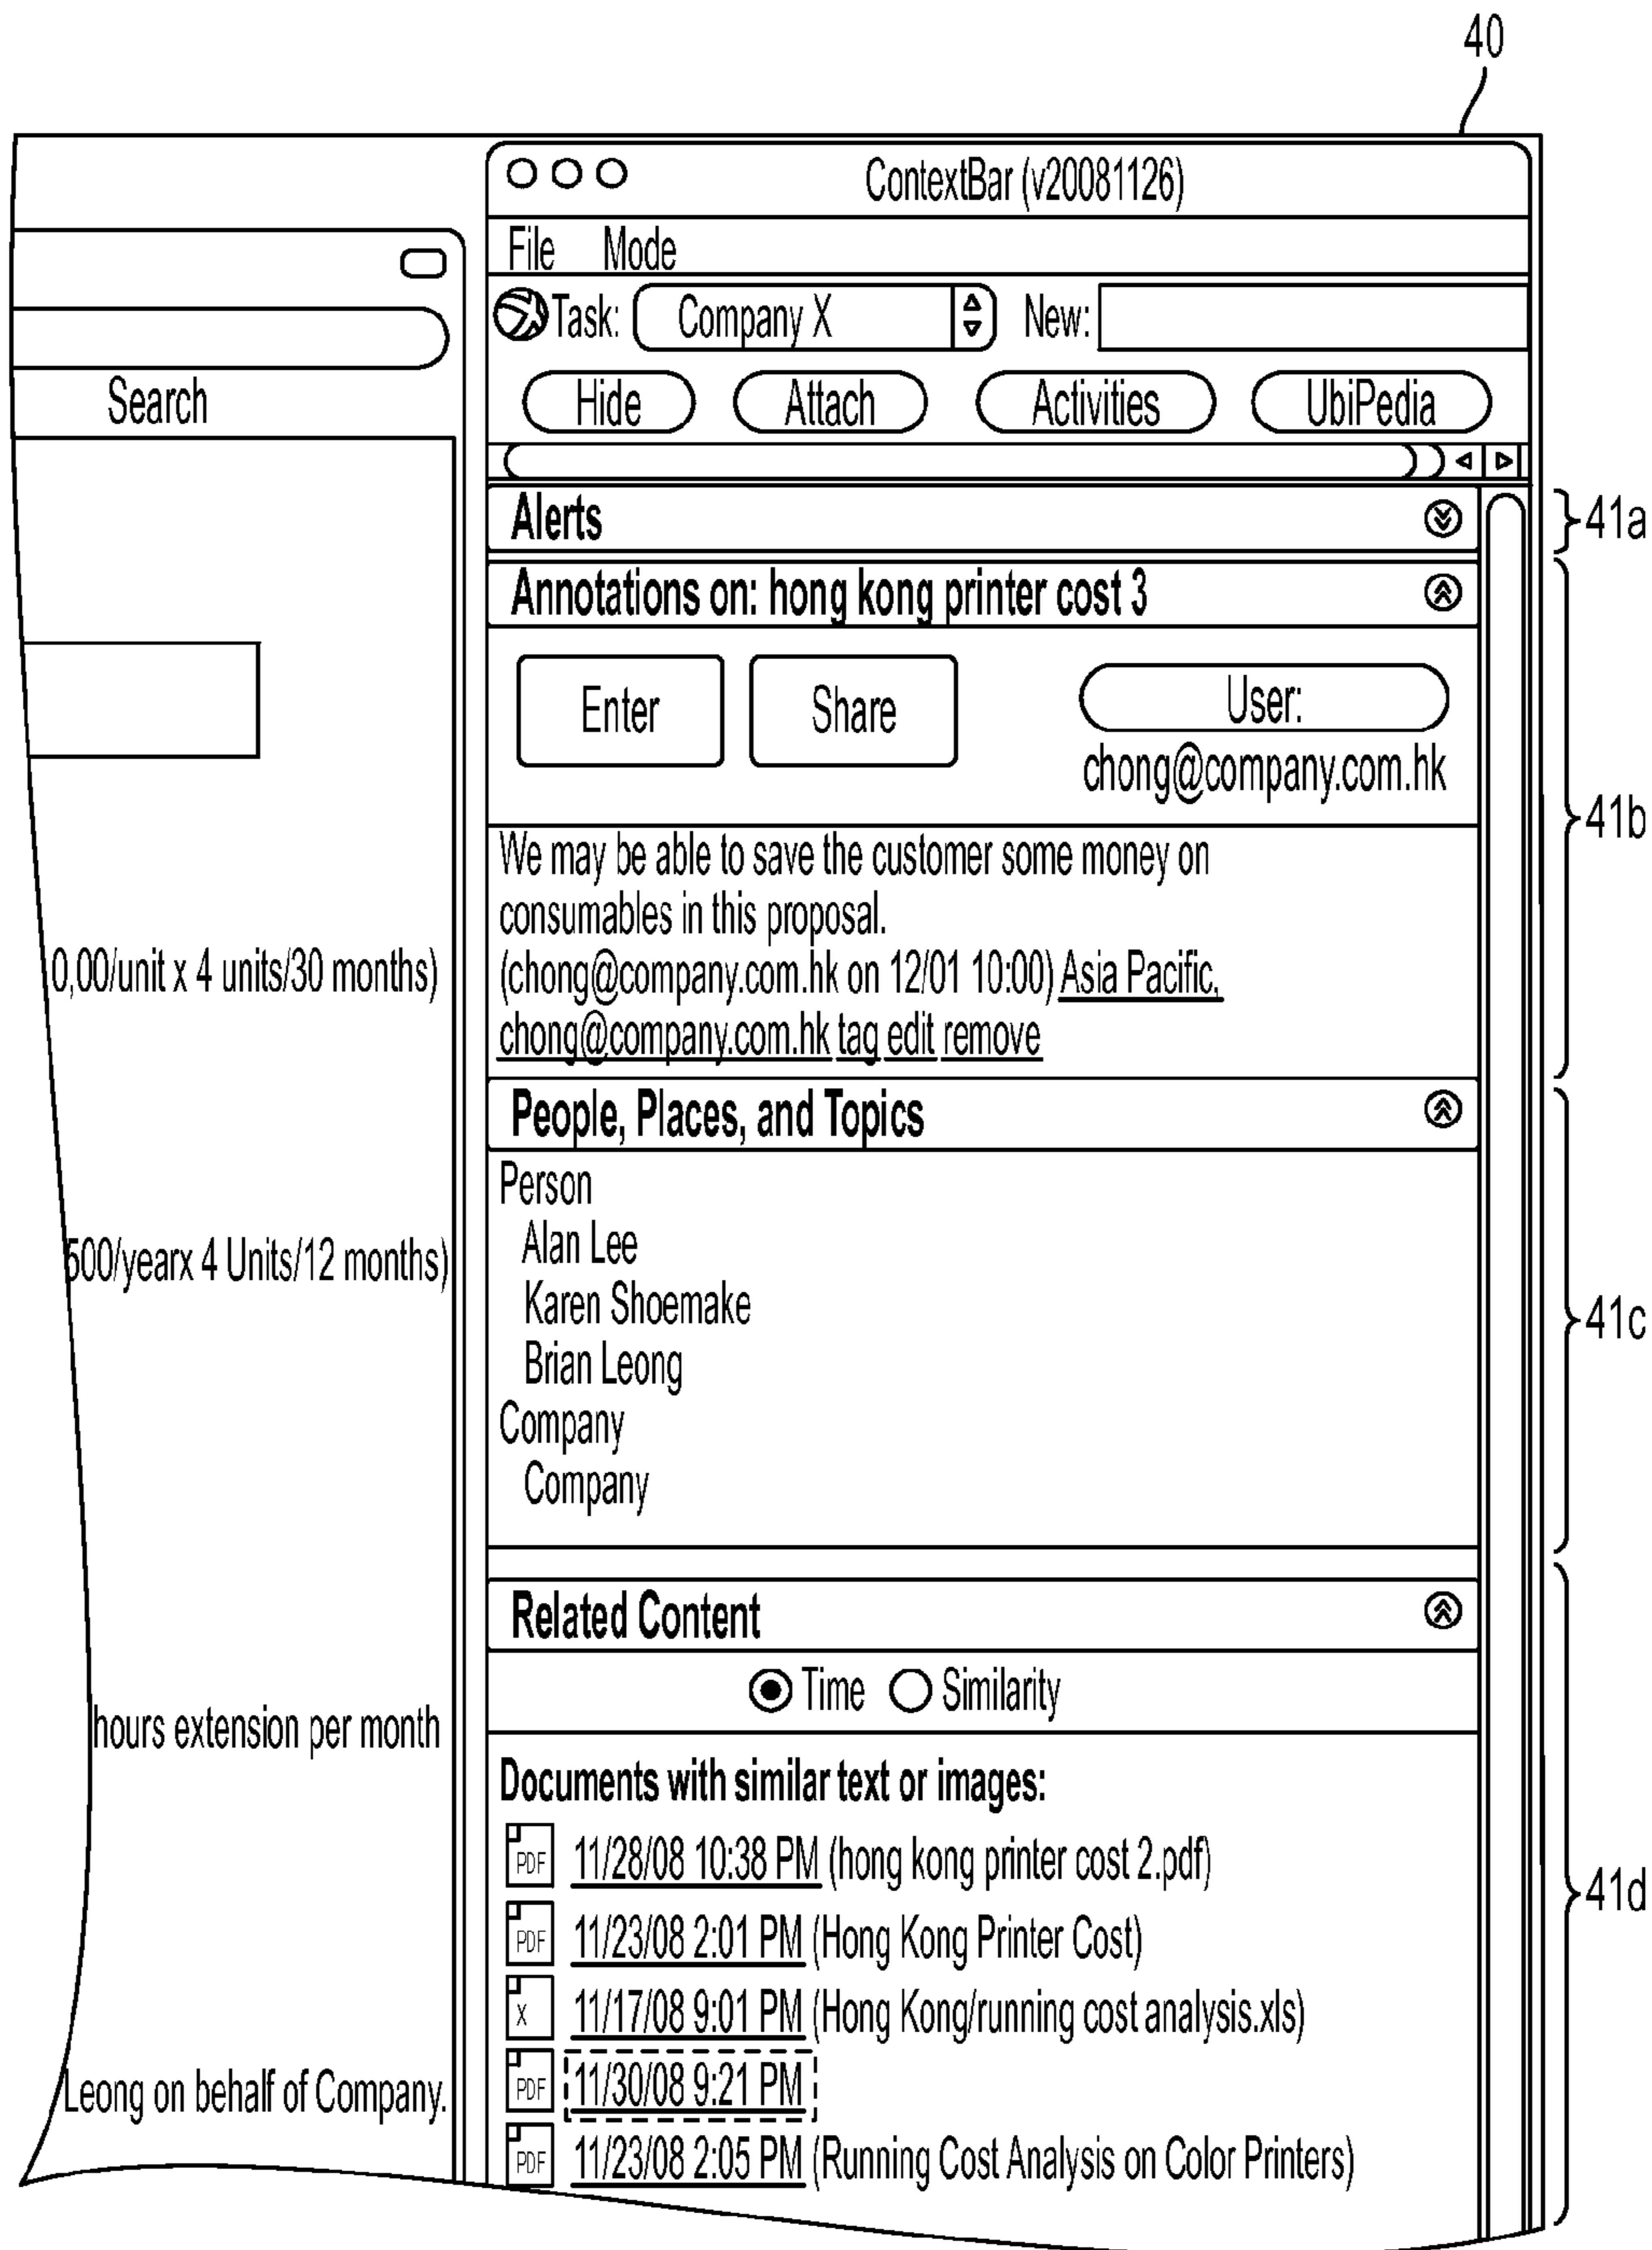 40
ContextBar (v20081126)
File Mode
Task: Company X New:
Search
Hide Attach Activities UbiPedia
Alerts
41a
Annotations on: hong kong printer cost 3
Enter Share User:
chong@company.com.hk
41b
We may be able to save the customer some money on
consumables in this proposal.
0,00/unit x 4 units/30 months)
(chong@company.com.hk on 12/01 10:00) Asia Pacific,
chong@company.com.hk tag edit remove
People, Places, and Topics
Person
Alan Lee
500/yearx 4 Units/12 months)
Karen Shoemake
41c
Brian Leong
Company
Company
Related Content
Time Similarity
hours extension per month
Documents with similar text or images:
PDF 11/28/08 10:38 PM (hong kong printer cost 2.pdf)
41d
PDF 11/23/08 2:01 PM (Hong Kong Printer Cost)
X 11/17/08 9:01 PM (Hong Kong/running cost analysis.xls)
PDF 11/30/08 9:21 PM
Leong on behalf of Company.
PDF 11/23/08 2:05 PM (Running Cost Analysis on Color Printers)